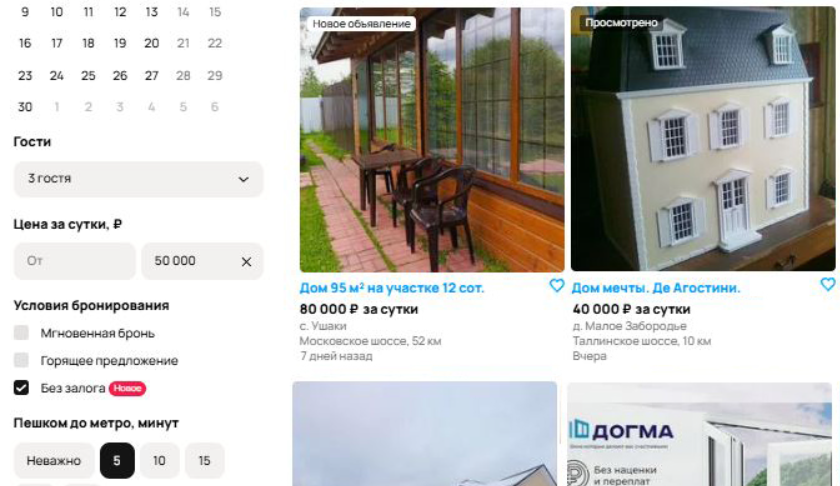 9 10 11 12 13 14 15
16 17 18 19 20 21 22
23 24 25 26 27 28 29
30 1 2 3 4 5 6
Гости
3 гостя
Цена за сутки, ₽
От 50 000
Условия бронирования
Мгновенная бронь
Горящее предложение
Без залога Новое
Пешком до метро, минут
Неважно 5 10 15
Новое объявление
Дом 95 м² на участке 12 сот.
80 000 ₽ за сутки
с. Ушаки
Московское шоссе, 52 км
7 дней назад
Просмотрено
Дом мечты. Де Агостини.
40 000 ₽ за сутки
д. Малое Забородье
Таллинское шоссе, 10 км
Вчера
ДОГМА
Без наценки
и переплат